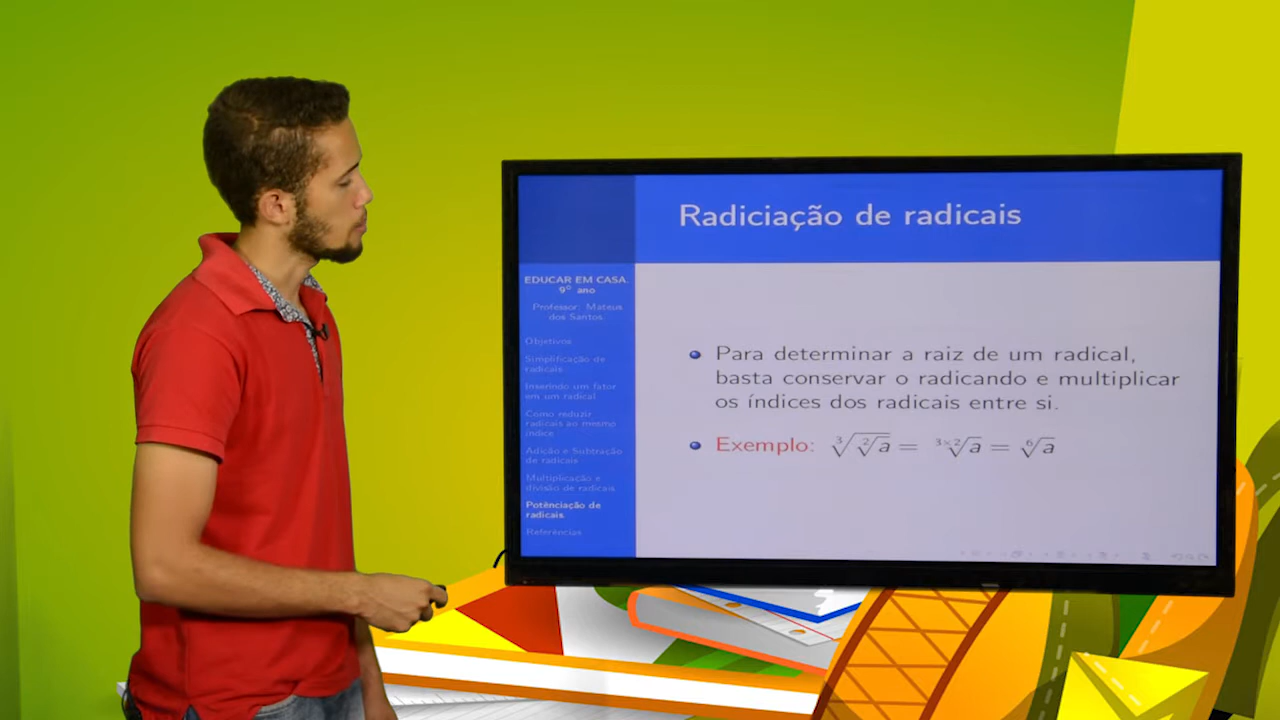 Radiciação de radicais
EDUCAR EM CASA.
9º ano
Professor: Mateus
dos Santos.
Objetivos
Simplificação de
radicais
Inserindo um fator
em um radical
Como reduzir
radicais ao mesmo
índice
Adição e Subtração
de radicais
Multiplicação e
divisão de radicais
Potênciação de
radicais
Referências
Para determinar a raiz de um radical,
basta conservar o radicando e multiplicar
os índices dos radicais entre si.
Exemplo: ∛(²√a) = ³ˣ²√a = ⁶√a